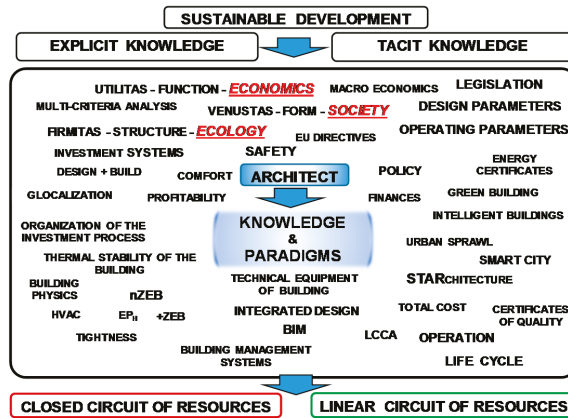 SUSTAINABLE DEVELOPMENT
EXPLICIT KNOWLEDGE
TACIT KNOWLEDGE
UTILITAS - FUNCTION - ECONOMICS
MACRO ECONOMICS
LEGISLATION
MULTI-CRITERIA ANALYSIS
VENUSTAS - FORM - SOCIETY
DESIGN PARAMETERS
FIRMITAS - STRUCTURE - ECOLOGY
EU DIRECTIVES
OPERATING PARAMETERS
INVESTMENT SYSTEMS
SAFETY
DESIGN + BUILD
COMFORT
ARCHITECT
POLICY
ENERGY
CERTIFICATES
GLOCALIZATION
PROFITABILITY
FINANCES
GREEN BUILDING
INTELLIGENT BUILDINGS
ORGANIZATION OF THE
INVESTMENT PROCESS
KNOWLEDGE
&
PARADIGMS
URBAN SPRAWL
THERMAL STABILITY OF THE
BUILDING
SMART CITY
BUILDING
PHYSICS
nZEB
TECHNICAL EQUIPMENT
OF BUILDING
STARCHITECTURE
HVAC
EPH
+ZEB
INTEGRATED DESIGN
TOTAL COST
CERTIFICATES
OF QUALITY
TIGHTNESS
BIM
LCCA
OPERATION
BUILDING MANAGEMENT
SYSTEMS
LIFE CYCLE
CLOSED CIRCUIT OF RESOURCES
LINEAR CIRCUIT OF RESOURCES